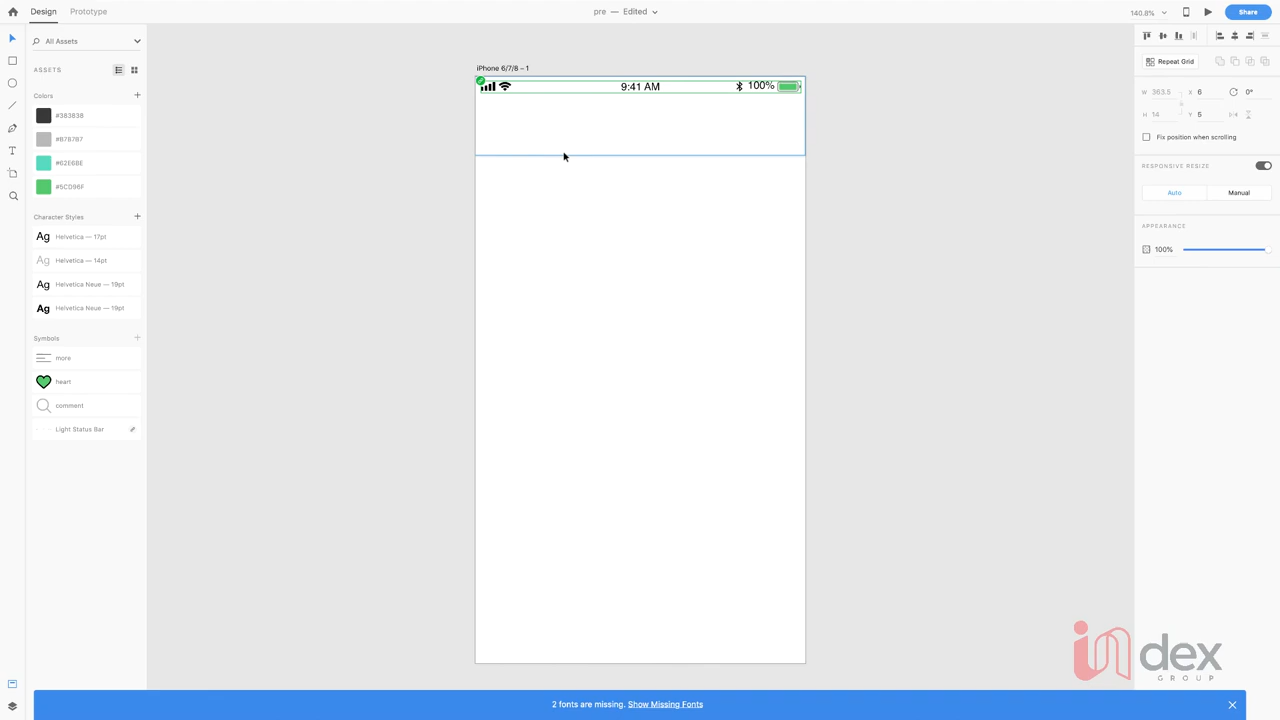 Design Prototype
pre — Edited
140.8%
Share
All Assets
ASSETS
Colors
#383838
#B7B7B7
#62E6BE
#5CD96F
Character Styles
Ag Helvetica — 17pt
Ag Helvetica — 14pt
Ag Helvetica Neue — 19pt
Ag Helvetica Neue — 19pt
Symbols
more
heart
comment
Light Status Bar
iPhone 6/7/8 – 1
9:41 AM
100%
Repeat Grid
W 363.5 X 6 0°
H 14 Y 5
Fix position when scrolling
RESPONSIVE RESIZE
Auto Manual
APPEARANCE
100%
index
GROUP
2 fonts are missing. Show Missing Fonts